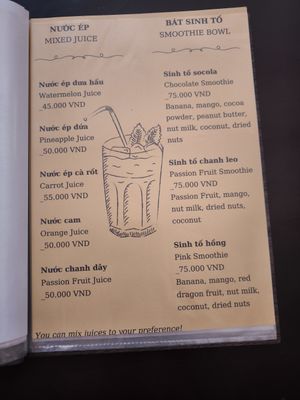 NƯỚC ÉP
MIXED JUICE
Nước ép dưa hấu
Watermelon Juice
_45.000 VND
Nước ép dứa
Pineapple Juice
_50.000 VND
Nước ép cà rốt
Carrot Juice
_55.000 VND
Nước cam
Orange Juice
_50.000 VND
Nước chanh dây
Passion Fruit Juice
_50.000 VND
BÁT SINH TỐ
SMOOTHIE BOWL
Sinh tố socola
Chocolate Smoothie
_75.000 VND
Banana, mango, cocoa
powder, peanut butter,
nut milk, coconut, dried
nuts
Sinh tố chanh leo
Passion Fruit Smoothie
_75.000 VND
Passion Fruit, mango,
nut milk, dried nuts,
coconut
Sinh tố hồng
Pink Smoothie
_75.000 VND
Banana, mango, red
dragon fruit, nut milk,
coconut, dried nuts
You can mix juices to your preference!